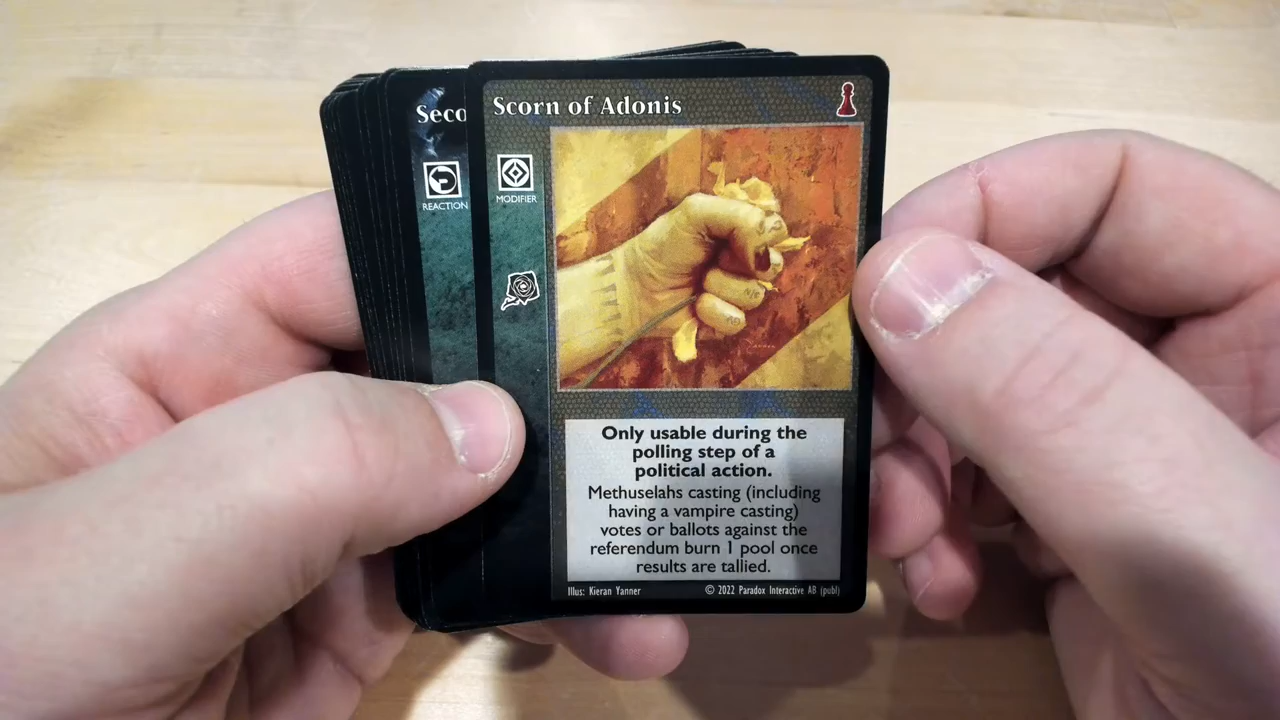 Scorn of Adonis
Seco
REACTION
MODIFIER
Only usable during the
polling step of a
political action.
Methuselahs casting (including
having a vampire casting)
votes or ballots against the
referendum burn 1 pool once
results are tallied.
Illus: Kieran Yanner
© 2022 Paradox Interactive AB (publ)